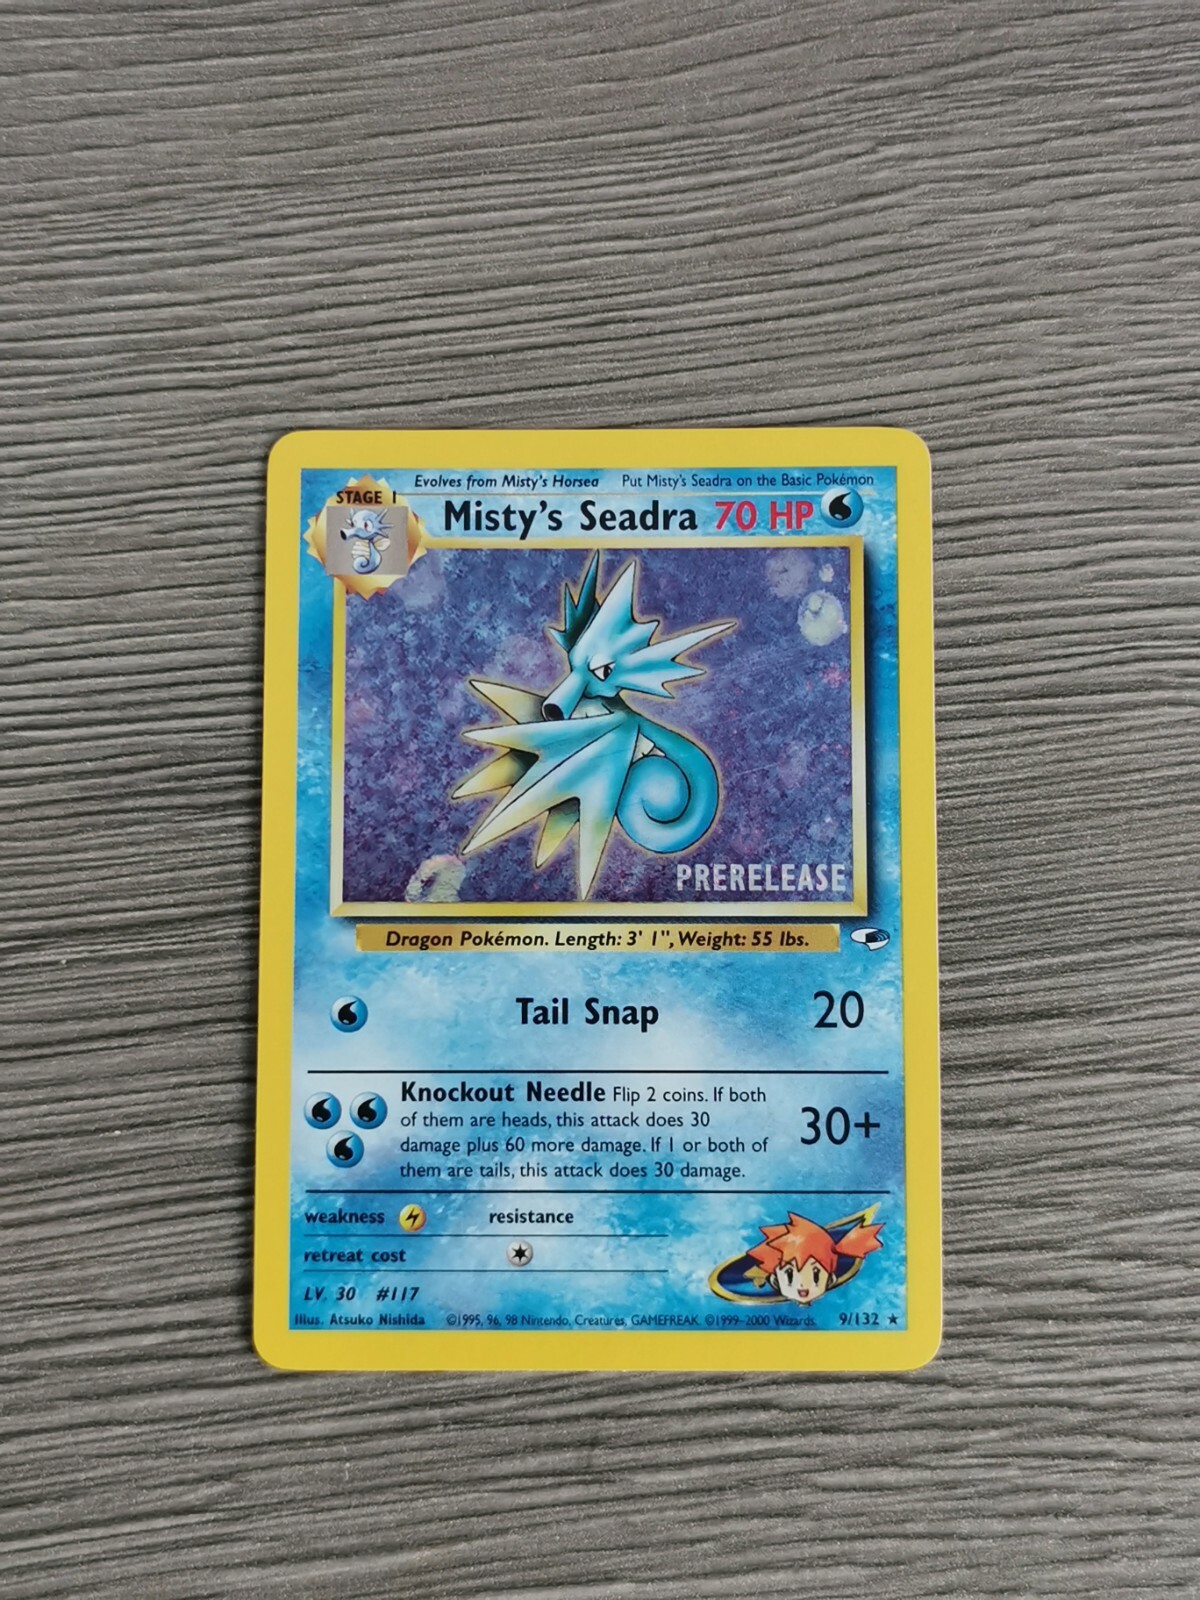 Evolves from Misty's Horsea Put Misty's Seadra on the Basic Pokémon
STAGE 1
Misty's Seadra 70 HP
PRERELEASE
Dragon Pokémon. Length: 3' 1", Weight: 55 lbs.
Tail Snap 20
Knockout Needle Flip 2 coins. If both
of them are heads, this attack does 30
damage plus 60 more damage. If 1 or both of
them are tails, this attack does 30 damage.
30+
weakness resistance
retreat cost
LV. 30 #117
Illus. Atsuko Nishida ©1995, 96, 98 Nintendo, Creatures, GAMEFREAK. ©1999-2000 Wizards. 9/132 ★